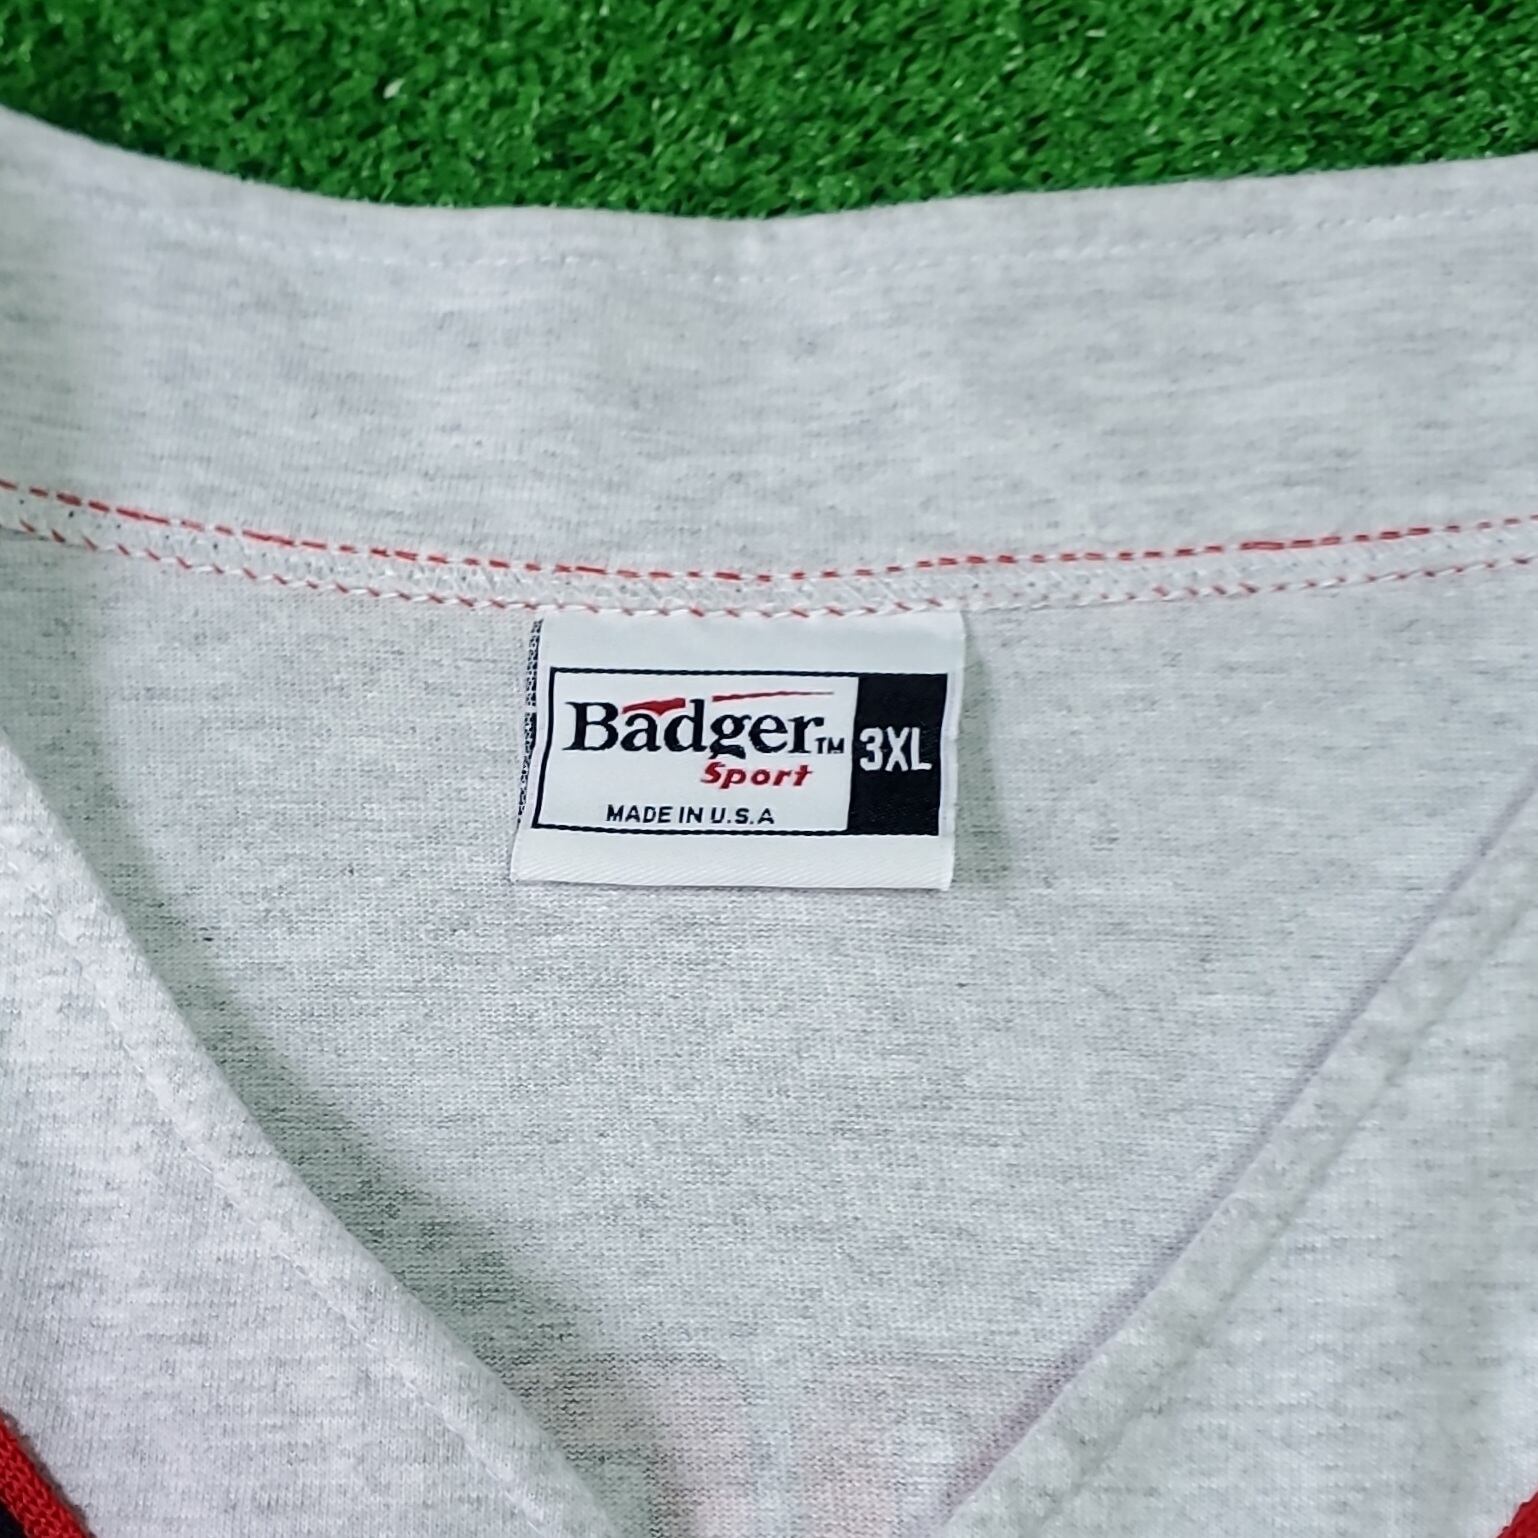 Badger™
3XL
Sport
MADE IN U.S.A